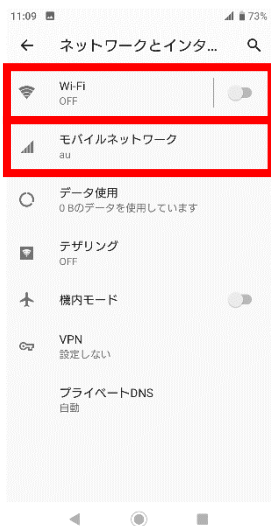 11:09 73%
ネットワークとインタ...
Wi-Fi
OFF
モバイルネットワーク
au
データ使用
0 Bのデータを使用しています
テザリング
OFF
機内モード
VPN
設定しない
プライベートDNS
自動